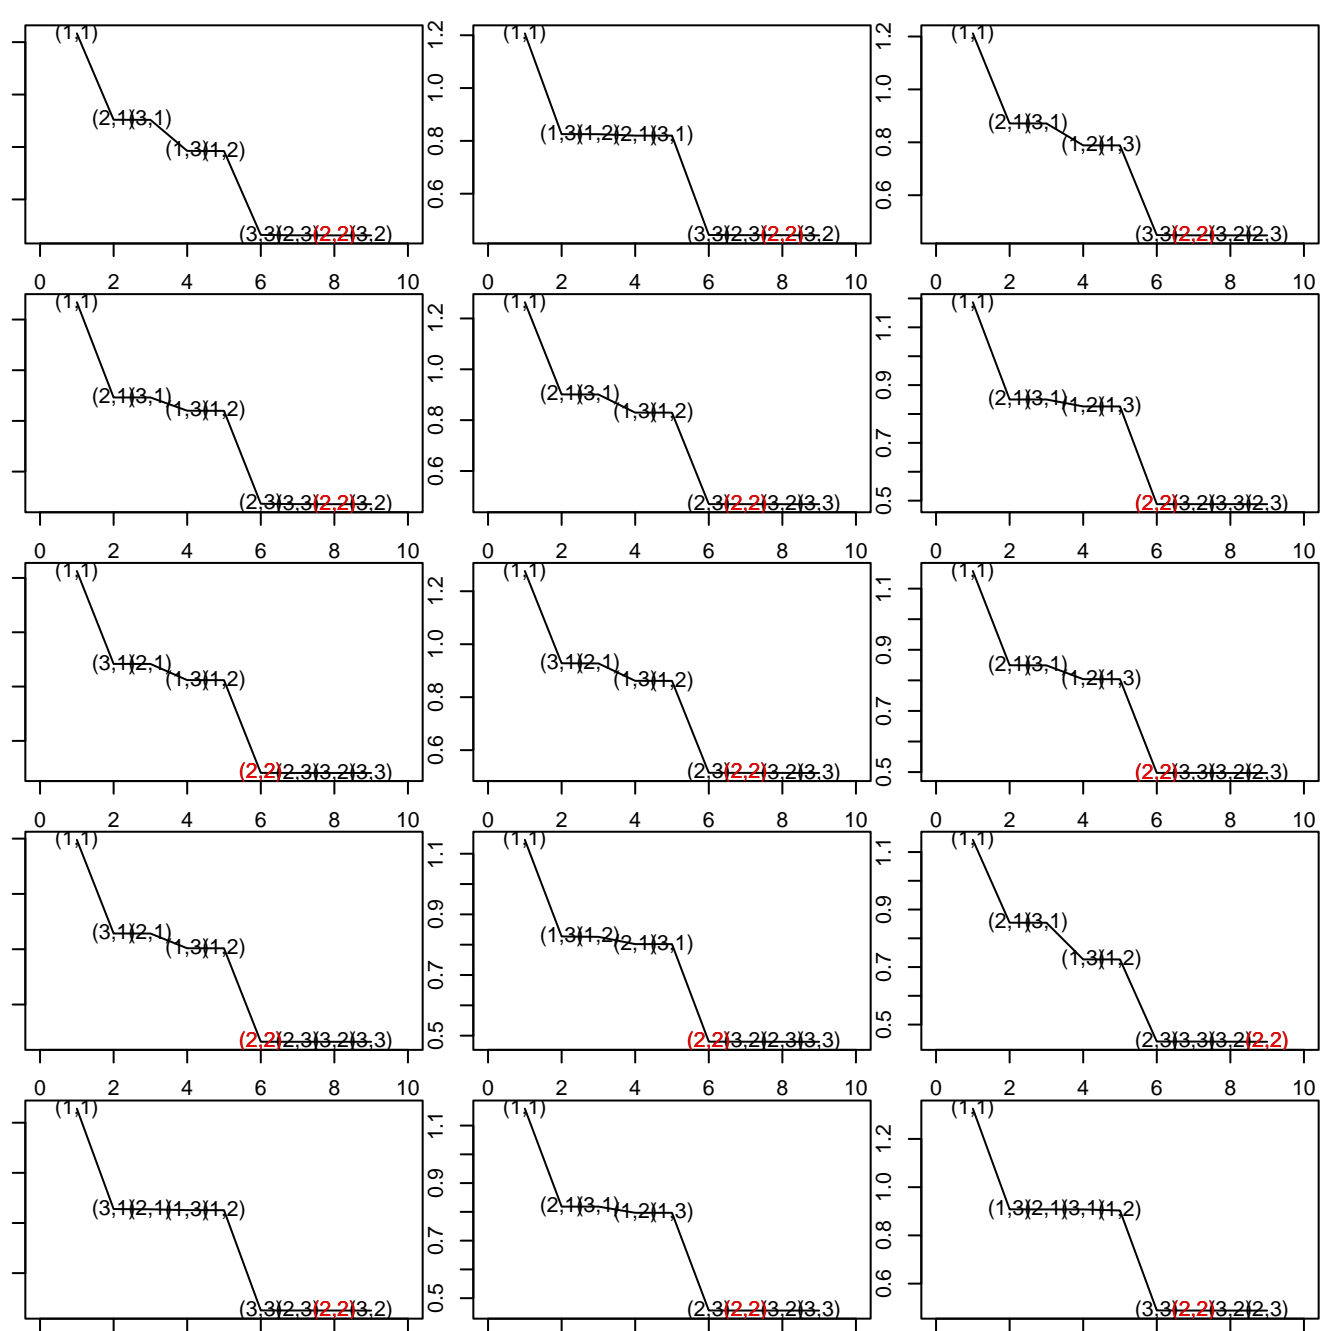 (1,1) 1.2 (1,1) 1.2 (1,1)
(2,1)(3,1) 1.0 1.0 (2,1)(3,1)
(1,3)(1,2) 0.8 (1,3)(1,2)(2,1)(3,1) 0.8 (1,2)(1,3)
0.6 0.6
(3,3)(2,3)(2,2)(3,2) (3,3)(2,3)(2,2)(3,2) (3,3)(2,2)(3,2)(2,3)
0 2 4 6 8 10 0 2 4 6 8 10 0 2 4 6 8 10
(1,1) 1.2 (1,1) 1.1 (1,1)
(2,1)(3,1) 1.0 (2,1)(3,1) 0.9 (2,1)(3,1)
(1,3)(1,2) 0.8 (1,3)(1,2) 0.7 (1,2)(1,3)
0.6
(2,3)(3,3)(2,2)(3,2) (2,3)(2,2)(3,2)(3,3) 0.5 (2,2)(3,2)(3,3)(2,3)
0 2 4 6 8 10 0 2 4 6 8 10 0 2 4 6 8 10
(1,1) 1.2 (1,1) 1.1 (1,1)
(3,1)(2,1) 1.0 (3,1)(2,1) 0.9 (2,1)(3,1)
(1,3)(1,2) 0.8 (1,3)(1,2) 0.7 (1,2)(1,3)
0.6
(2,2)(2,3)(3,2)(3,3) (2,3)(2,2)(3,2)(3,3) 0.5 (2,2)(3,3)(3,2)(2,3)
0 2 4 6 8 10 0 2 4 6 8 10 0 2 4 6 8 10
(1,1) 1.1 (1,1) 1.1 (1,1)
(3,1)(2,1) 0.9 (1,3)(1,2) 0.9 (2,1)(3,1)
(1,3)(1,2) 0.7 (2,1)(3,1) 0.7 (1,3)(1,2)
(2,2)(2,3)(3,2)(3,3) 0.5 (2,2)(3,2)(2,3)(3,3) 0.5 (2,3)(3,3)(3,2)(2,2)
0 2 4 6 8 10 0 2 4 6 8 10 0 2 4 6 8 10
(1,1) 1.1 (1,1) 1.2 (1,1)
(3,1)(2,1)(1,3)(1,2) 0.9 (2,1)(3,1) 1.0 (1,3)(2,1)(3,1)(1,2)
0.7 (1,2)(1,3) 0.8
0.6
(3,3)(2,3)(2,2)(3,2) 0.5 (2,3)(2,2)(3,2)(3,3) (3,3)(2,2)(3,2)(2,3)